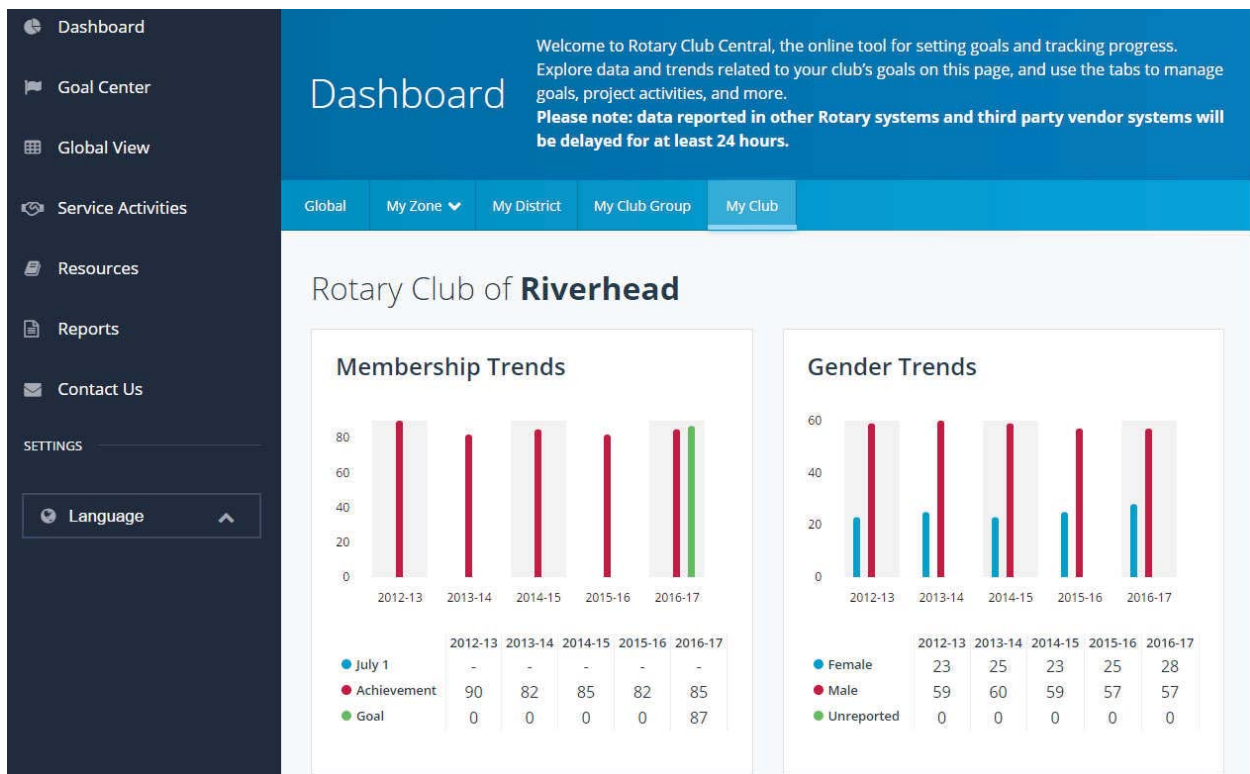 Dashboard
Goal Center
Global View
Service Activities
Resources
Reports
Contact Us
SETTINGS
Language
Dashboard
Welcome to Rotary Club Central, the online tool for setting goals and tracking progress.
Explore data and trends related to your club's goals on this page, and use the tabs to manage
goals, project activities, and more.
Please note: data reported in other Rotary systems and third party vendor systems will
be delayed for at least 24 hours.
Global My Zone My District My Club Group My Club
Rotary Club of Riverhead
Membership Trends
80
60
40
20
0
2012-13 2013-14 2014-15 2015-16 2016-17
2012-13 2013-14 2014-15 2015-16 2016-17
July 1 - - - - -
Achievement 90 82 85 82 85
Goal 0 0 0 0 87
Gender Trends
60
40
20
0
2012-13 2013-14 2014-15 2015-16 2016-17
2012-13 2013-14 2014-15 2015-16 2016-17
Female 23 25 23 25 28
Male 59 60 59 57 57
Unreported 0 0 0 0 0